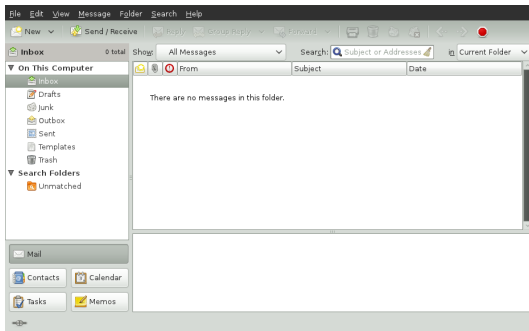 File Edit View Message Folder Search Help
New Send / Receive Reply Group Reply Forward
Inbox 0 total Show: All Messages Search: Subject or Addresses in Current Folder
On This Computer From Subject Date
Inbox
There are no messages in this folder.
Drafts
Junk
Outbox
Sent
Templates
Trash
Search Folders
Unmatched
Mail
Contacts Calendar
Tasks Memos